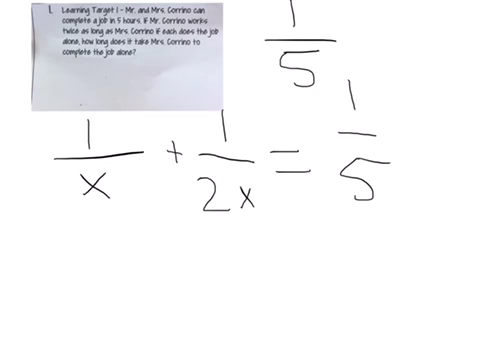 1. Learning Target 1 - Mr. and Mrs. Corrino can
complete a job in 5 hours. If Mr. Corrino works
twice as long as Mrs. Corrino if each does the job
alone, how long does it take Mrs. Corrino to
complete the job alone?
1/5
1/x + 1/2x = 1/5